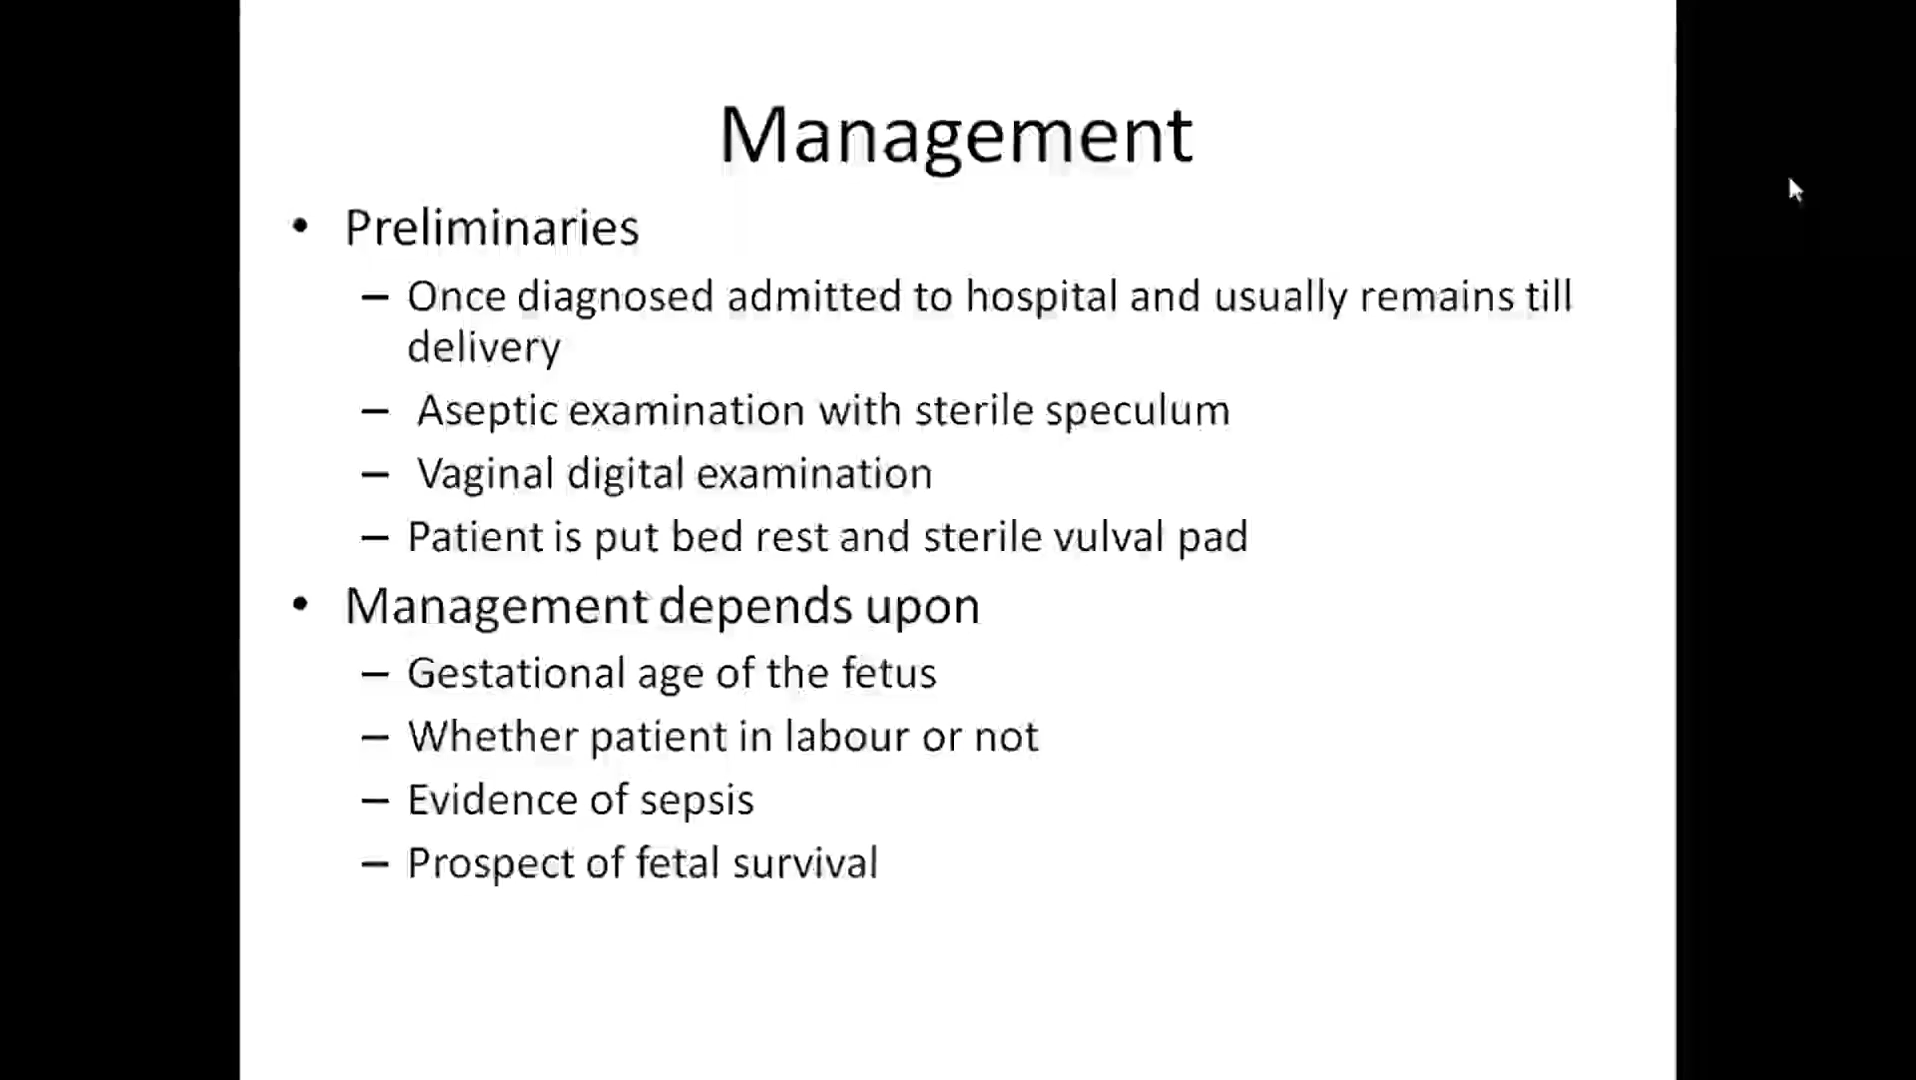 Management
• Preliminaries
– Once diagnosed admitted to hospital and usually remains till
delivery
– Aseptic examination with sterile speculum
– Vaginal digital examination
– Patient is put bed rest and sterile vulval pad
• Management depends upon
– Gestational age of the fetus
– Whether patient in labour or not
– Evidence of sepsis
– Prospect of fetal survival